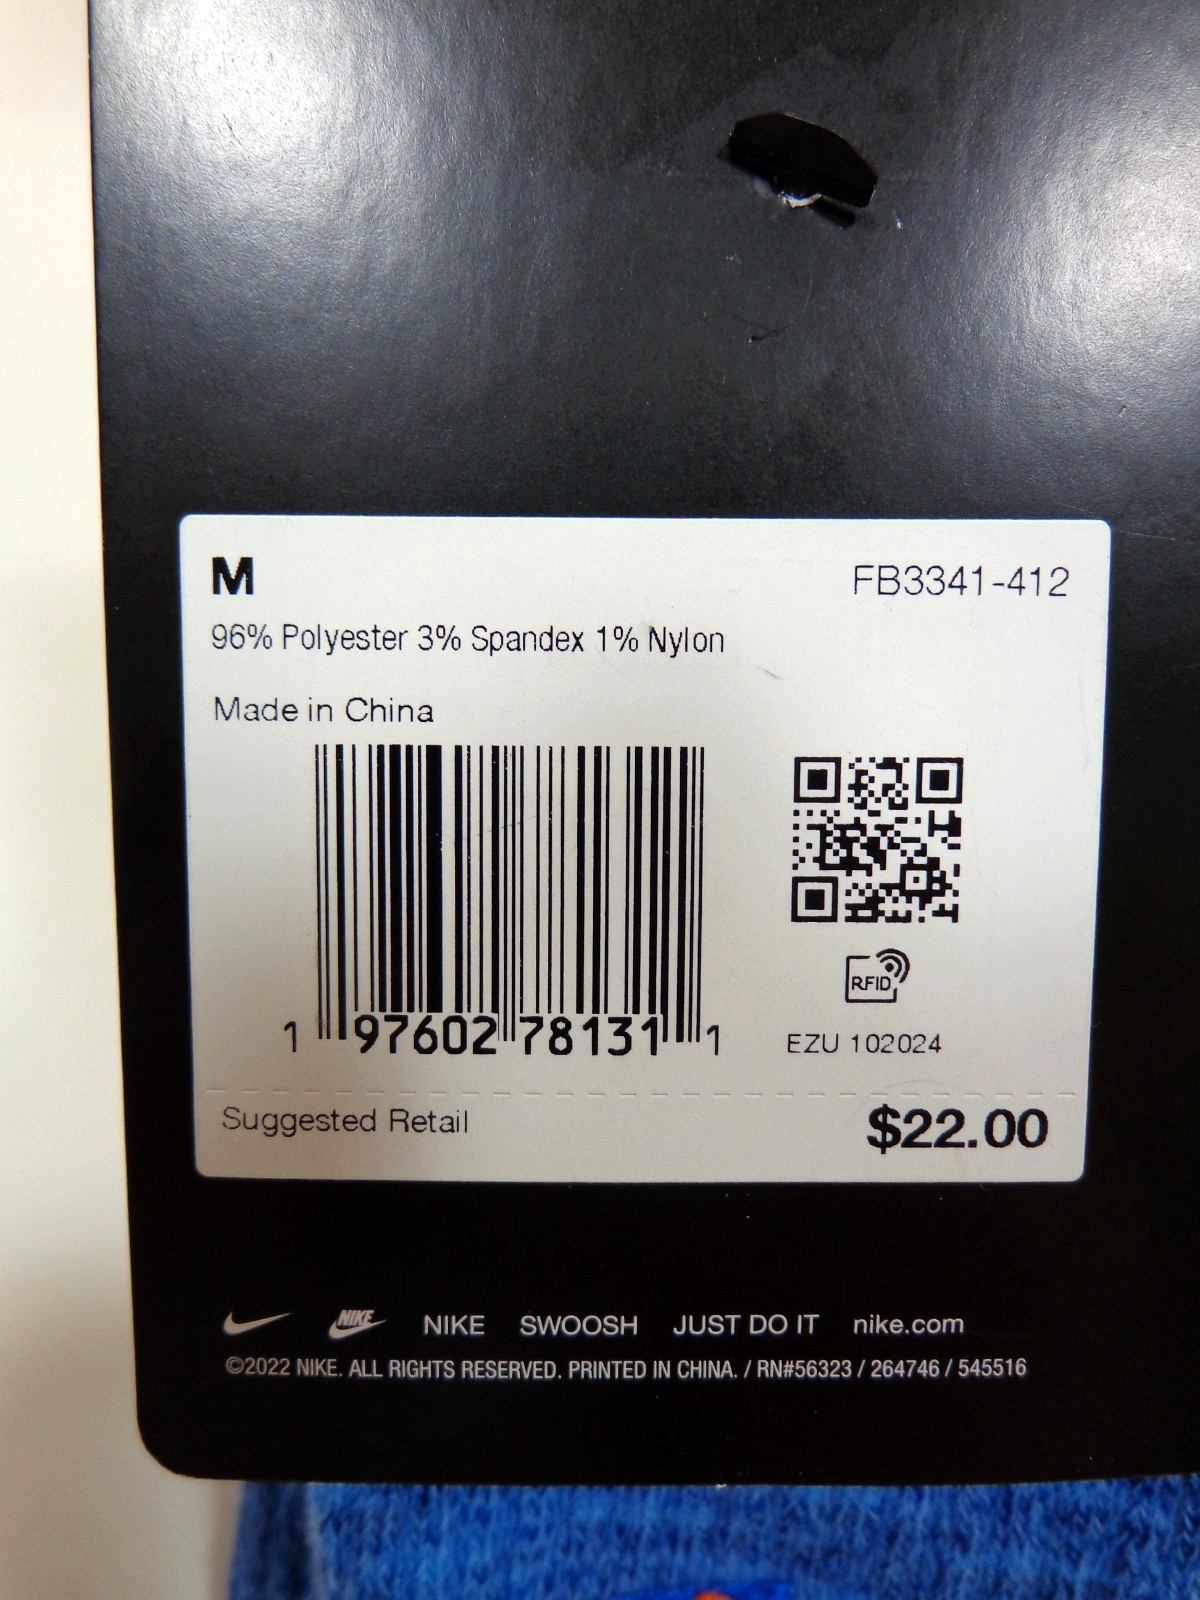 M
FB3341-412
96% Polyester 3% Spandex 1% Nylon
Made in China
1 97602 78131 1
RFID
EZU 102024
Suggested Retail
$22.00
NIKE NIKE SWOOSH JUST DO IT nike.com
©2022 NIKE. ALL RIGHTS RESERVED. PRINTED IN CHINA. / RN#56323 / 264746 / 545516